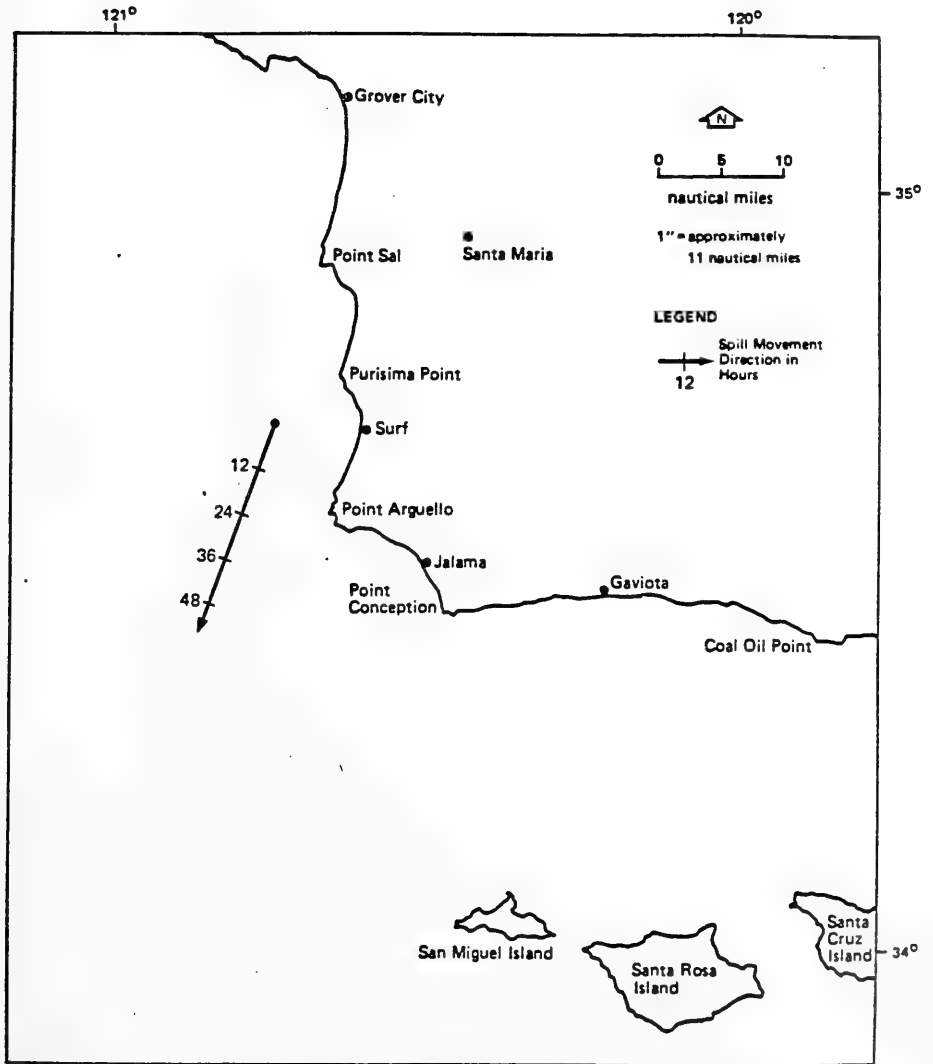 121° 120°
Grover City
N
0 5 10
nautical miles
35°
1" = approximately
11 nautical miles
Point Sal
Santa Maria
LEGEND
Spill Movement
Direction in
Hours
12
Purisima Point
Surf
12
24
36
48
Point Arguello
Jalama
Point
Conception
Gaviota
Coal Oil Point
San Miguel Island
Santa Rosa
Island
Santa
Cruz
Island
34°